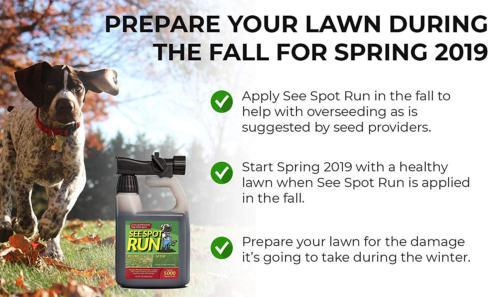 PREPARE YOUR LAWN DURING
THE FALL FOR SPRING 2019
Apply See Spot Run in the fall to
help with overseeding as is
suggested by seed providers.
Start Spring 2019 with a healthy
lawn when See Spot Run is applied
in the fall.
Prepare your lawn for the damage
it’s going to take during the winter.
SEE SPOT
RUN
5,000